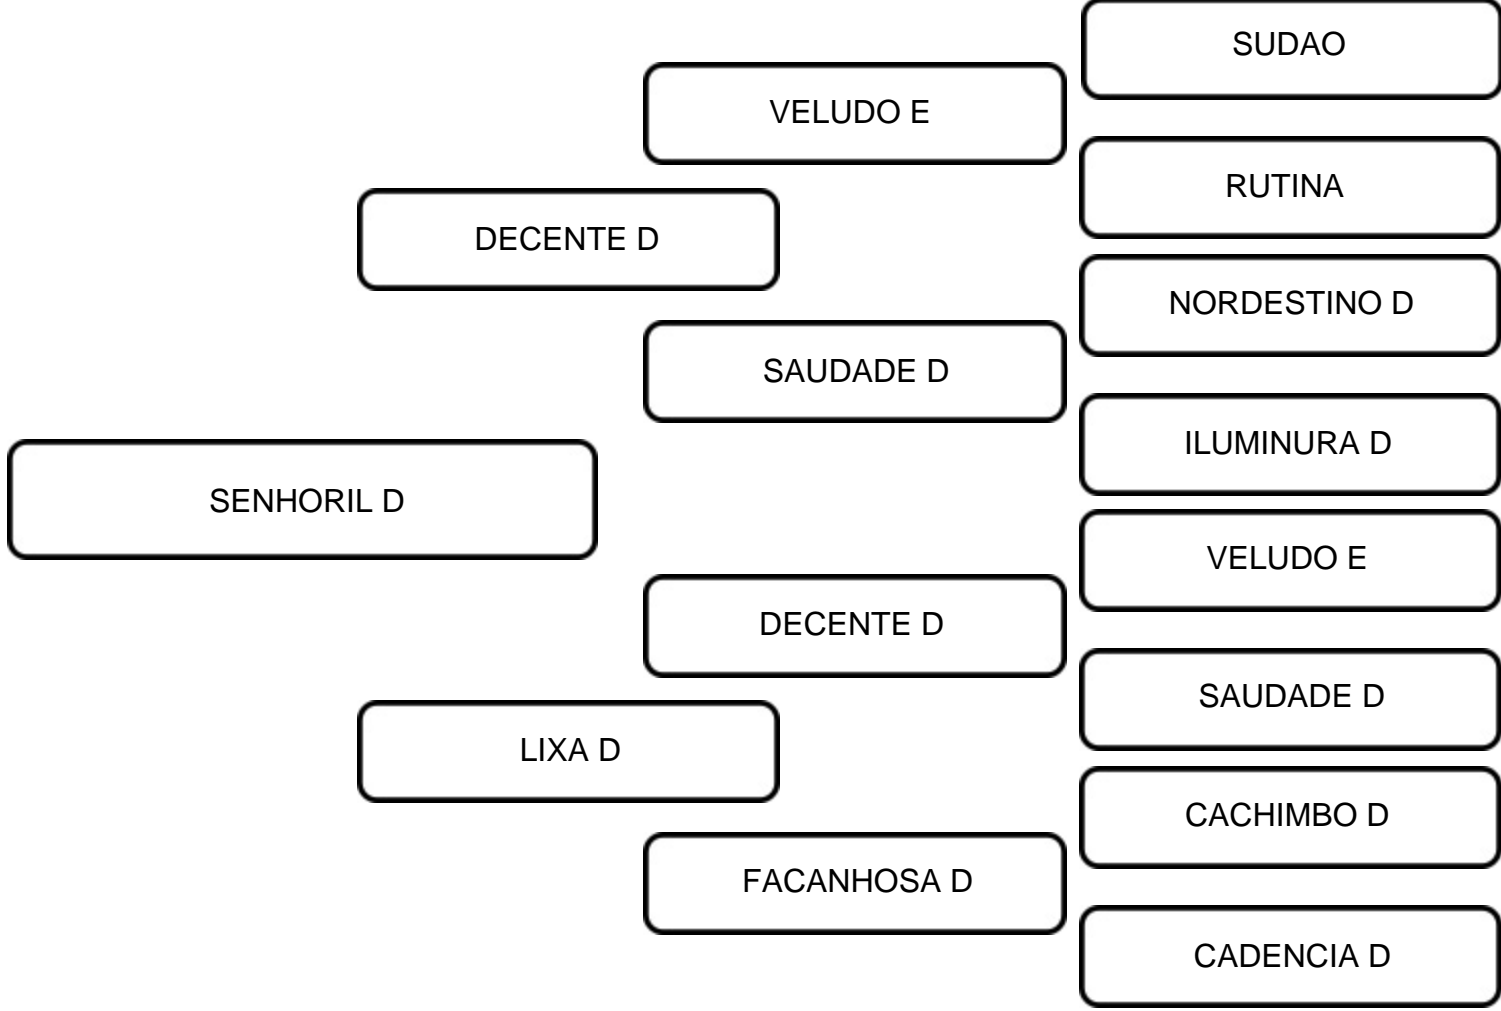 SUDAO
VELUDO E
RUTINA
DECENTE D
NORDESTINO D
SAUDADE D
ILUMINURA D
SENHORIL D
VELUDO E
DECENTE D
SAUDADE D
LIXA D
CACHIMBO D
FACANHOSA D
CADENCIA D